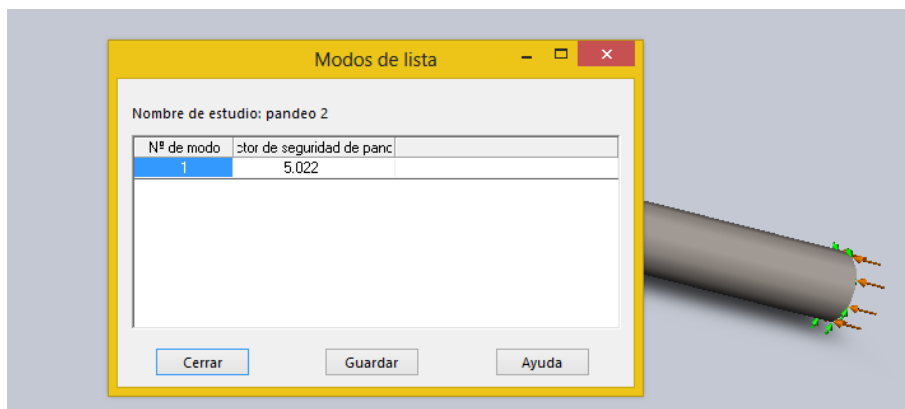 Modos de lista
Nombre de estudio: pandeo 2
Nº de modo ctor de seguridad de panc
1 5.022
Cerrar Guardar Ayuda